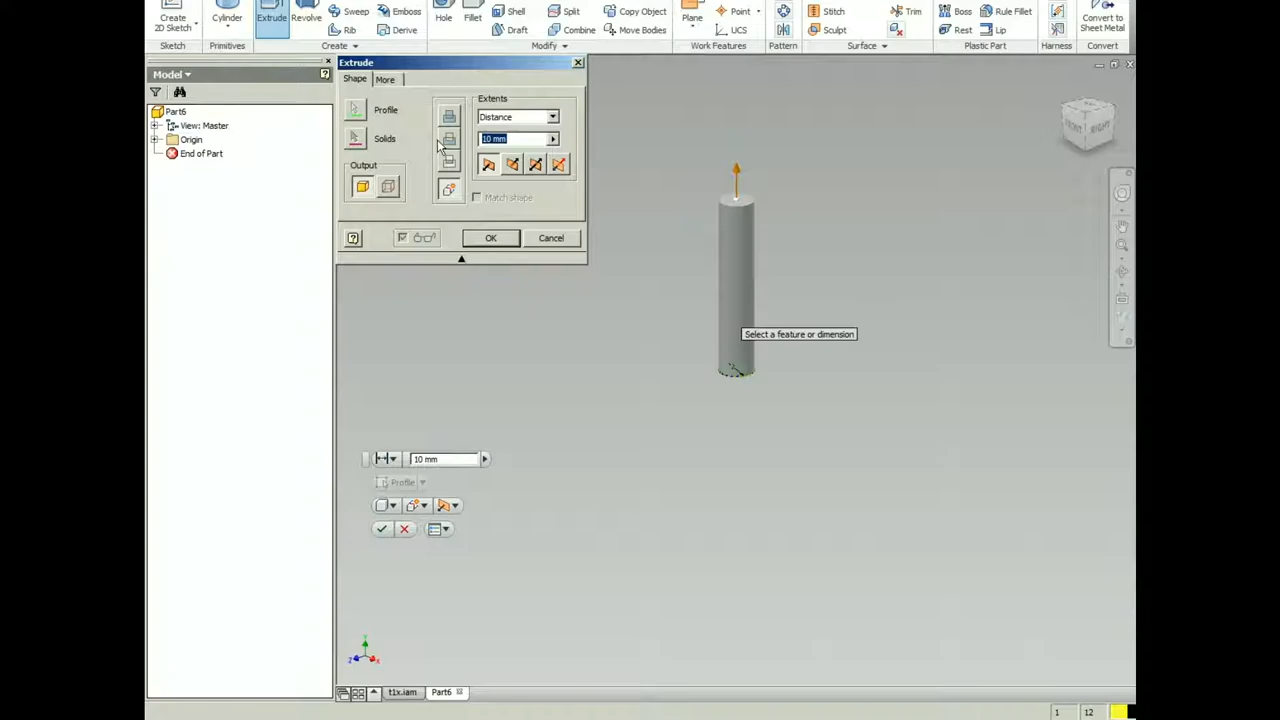 Create
2D Sketch
Cylinder
Extrude
Revolve
Sweep
Emboss
Rib
Derive
Hole
Fillet
Shell
Split
Copy Object
Draft
Combine
Move Bodies
Plane
Point
UCS
Stitch
Trim
Sculpt
Boss
Rule Fillet
Rest
Lip
Convert to
Sheet Metal
Sketch
Primitives
Create
Modify
Work Features
Pattern
Surface
Plastic Part
Harness
Convert
Model
Part6
View: Master
Origin
End of Part
Extrude
Shape
More
Profile
Solids
Output
Extents
Distance
10 mm
Match shape
OK
Cancel
FRONT
RIGHT
Select a feature or dimension
10 mm
Profile
Y
Z
X
t1x.iam
Part6
1
12